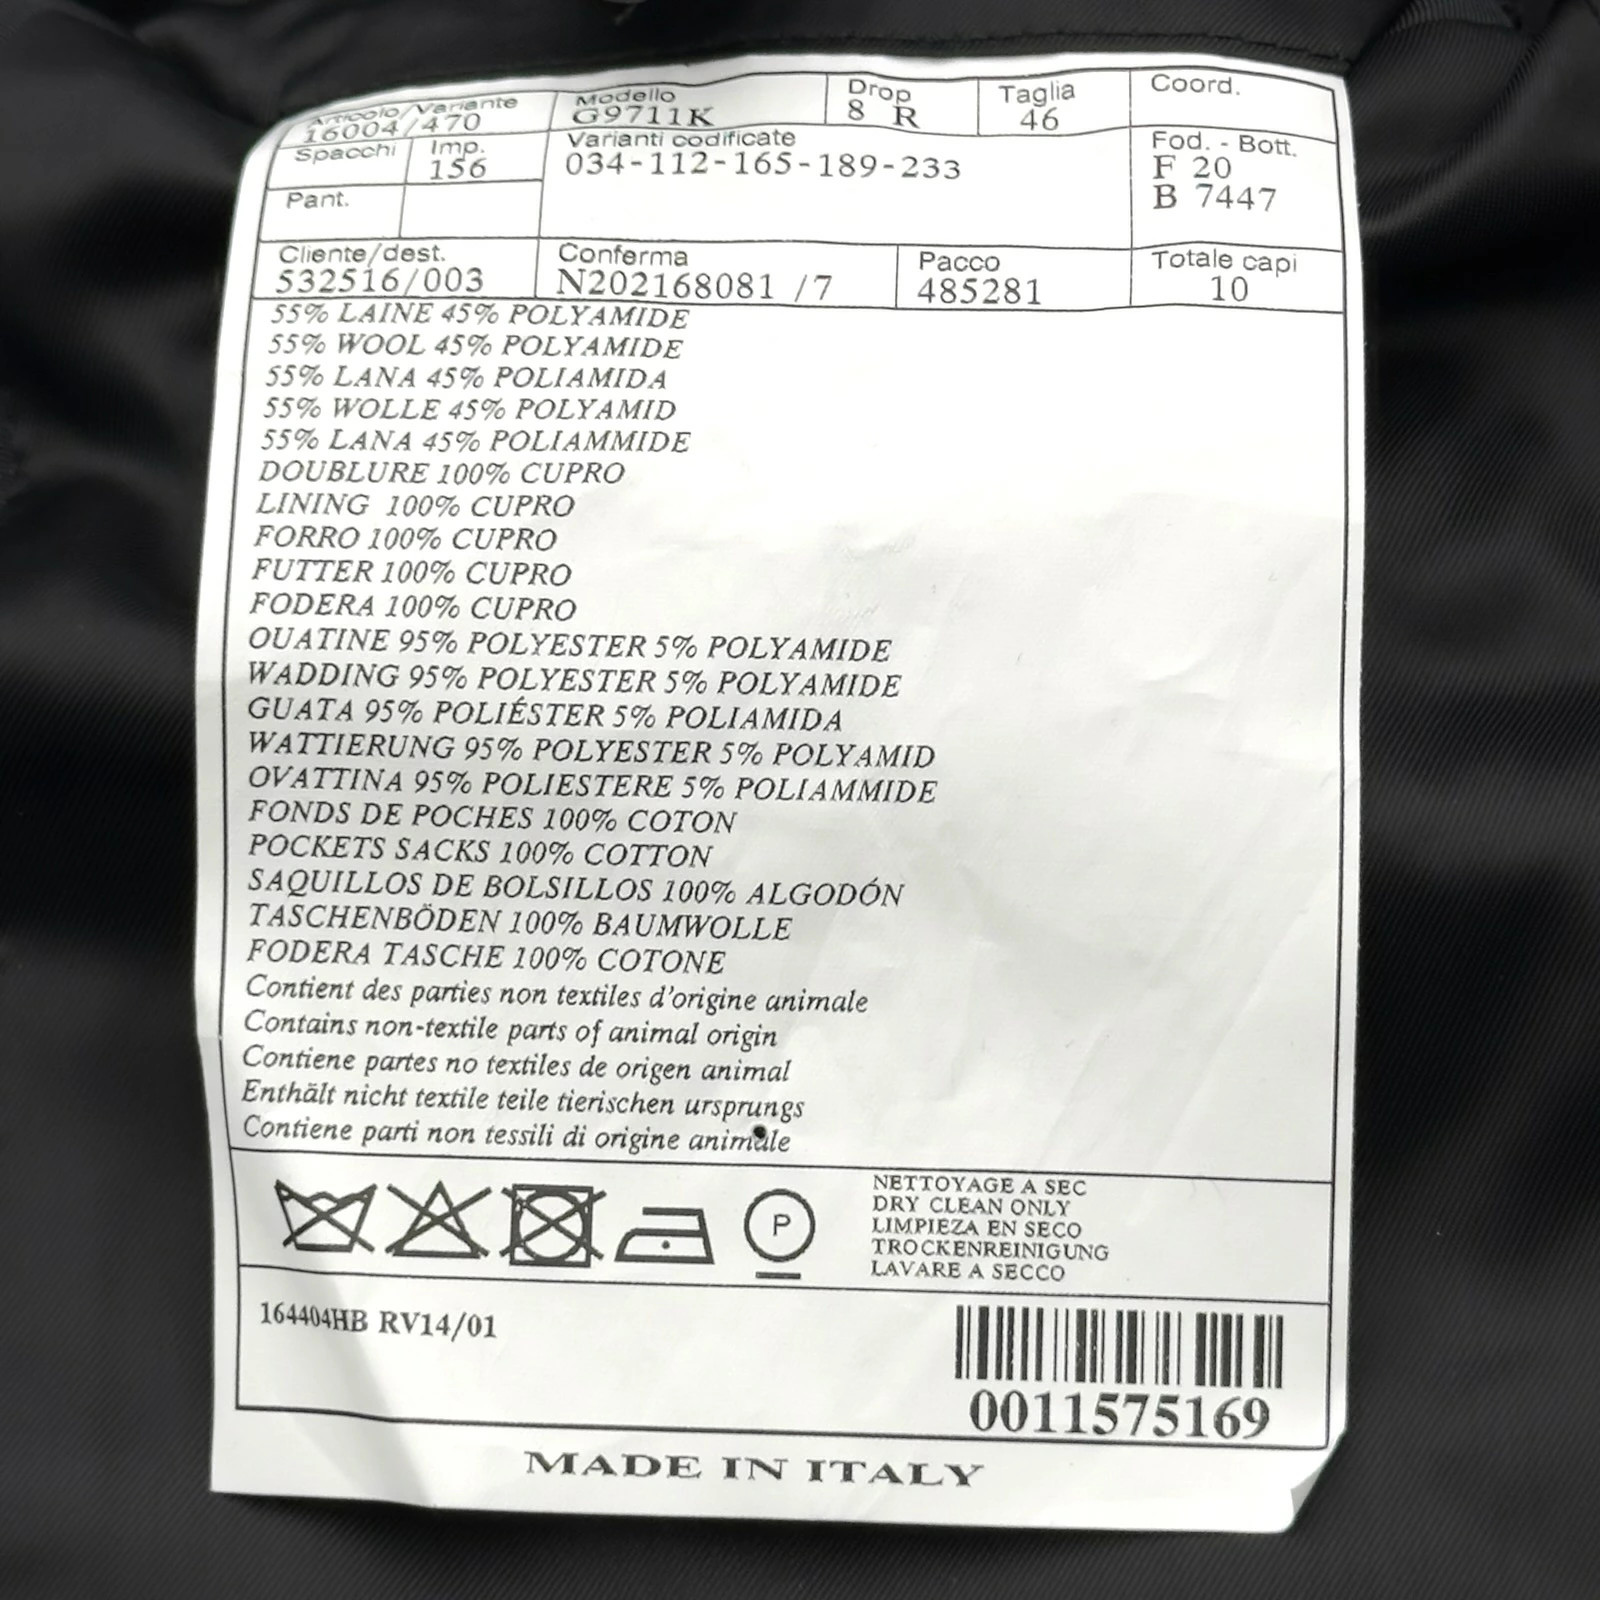 Articolo/Variante Modello Drop Taglia Coord.
16004/470 G9711K 8 R 46
Spacchi Imp. Varianti codificate Fod. - Bott.
156 034-112-165-189-233 F 20
Pant. B 7447
Cliente/dest. Conferma Pacco Totale capi
532516/003 N202168081 /7 485281 10
55% LAINE 45% POLYAMIDE
55% WOOL 45% POLYAMIDE
55% LANA 45% POLIAMIDA
55% WOLLE 45% POLYAMID
55% LANA 45% POLIAMMIDE
DOUBLURE 100% CUPRO
LINING 100% CUPRO
FORRO 100% CUPRO
FUTTER 100% CUPRO
FODERA 100% CUPRO
OUATINE 95% POLYESTER 5% POLYAMIDE
WADDING 95% POLYESTER 5% POLYAMIDE
GUATA 95% POLIÉSTER 5% POLIAMIDA
WATTIERUNG 95% POLYESTER 5% POLYAMID
OVATTINA 95% POLIESTERE 5% POLIAMMIDE
FONDS DE POCHES 100% COTON
POCKETS SACKS 100% COTTON
SAQUILLOS DE BOLSILLOS 100% ALGODÓN
TASCHENBÖDEN 100% BAUMWOLLE
FODERA TASCHE 100% COTONE
Contient des parties non textiles d'origine animale
Contains non-textile parts of animal origin
Contiene partes no textiles de origen animal
Enthält nicht textile teile tierischen ursprungs
Contiene parti non tessili di origine animale
P
NETTOYAGE A SEC
DRY CLEAN ONLY
LIMPIEZA EN SECO
TROCKENREINIGUNG
LAVARE A SECCO
164404HB RV14/01
0011575169
MADE IN ITALY